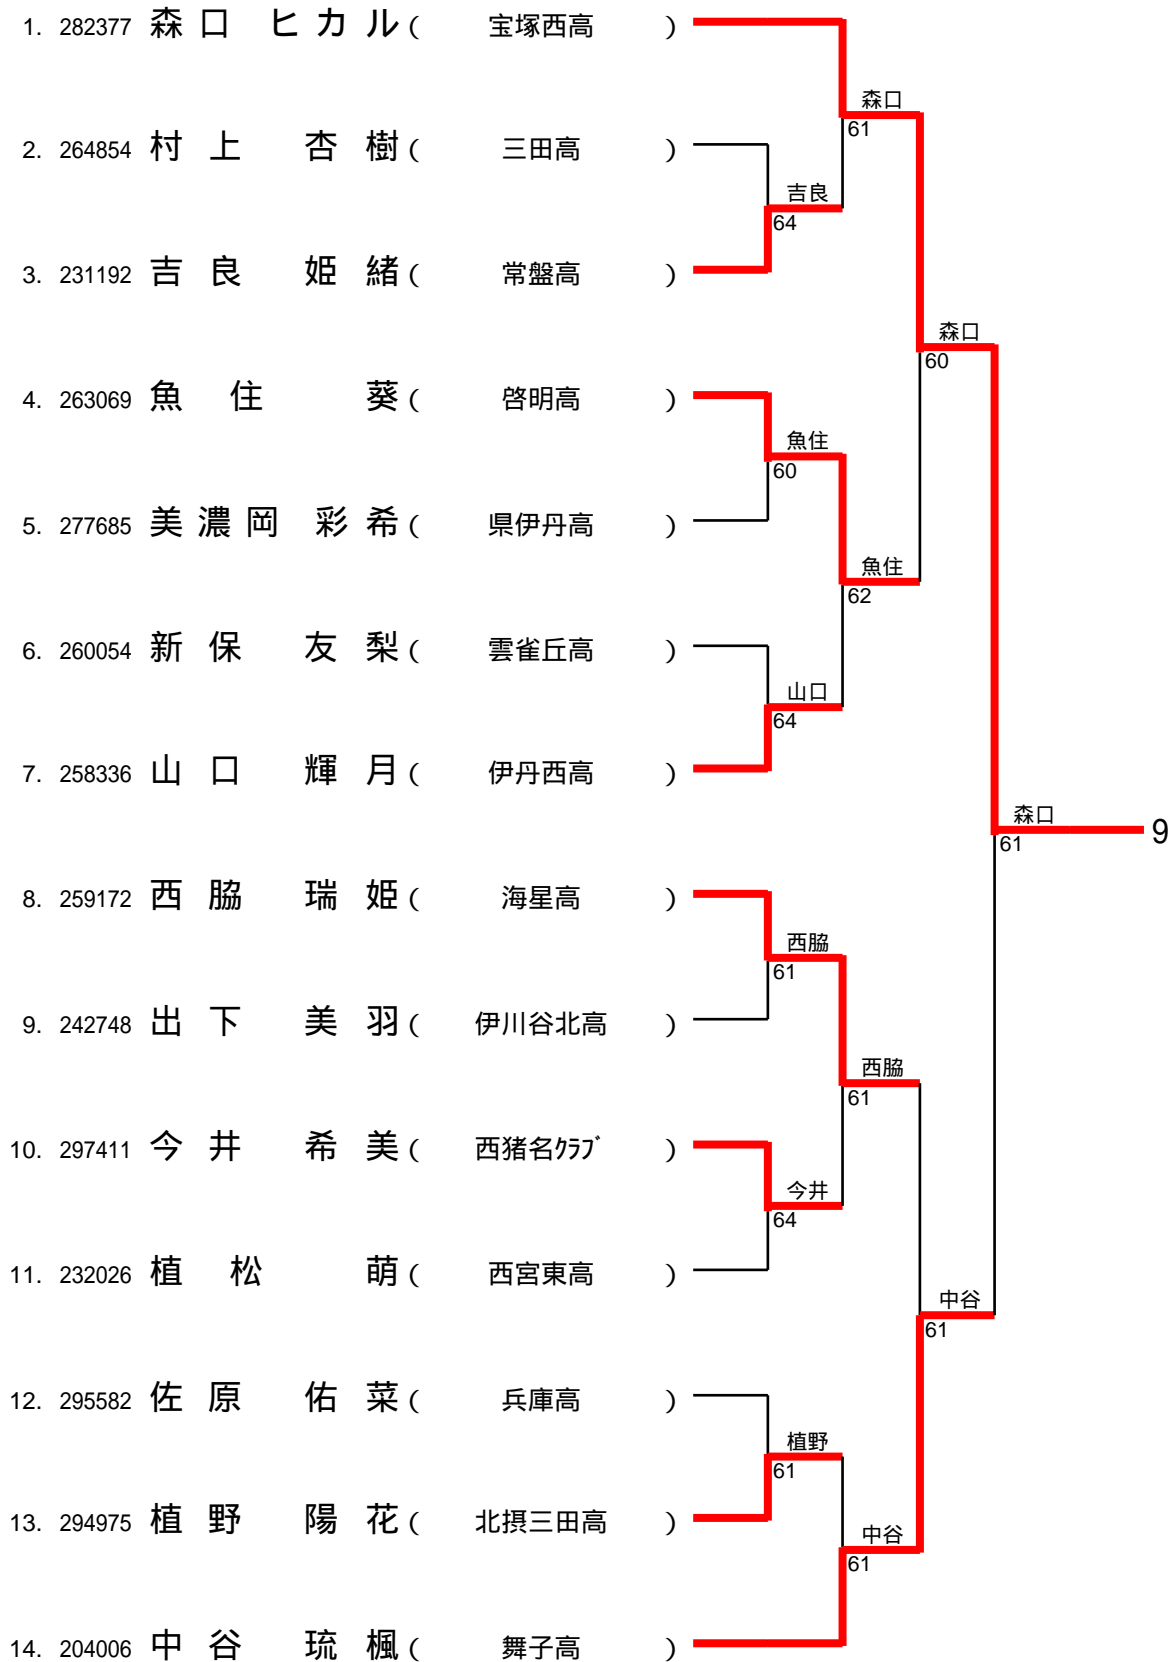 1. 282377 森口 ヒカル ( 宝塚西高 )
森口
61
2. 264854 村上 杏樹 ( 三田高 )
吉良
64
3. 231192 吉良 姫緒 ( 常盤高 )
森口
60
4. 263069 魚住 葵 ( 啓明高 )
魚住
60
5. 277685 美濃岡 彩希 ( 県伊丹高 )
魚住
62
6. 260054 新保 友梨 ( 雲雀丘高 )
山口
64
7. 258336 山口 輝月 ( 伊丹西高 )
森口
61
9
8. 259172 西脇 瑞姫 ( 海星高 )
西脇
61
9. 242748 出下 美羽 ( 伊川谷北高 )
西脇
61
10. 297411 今井 希美 ( 西猪名ｸﾗﾌﾞ )
今井
64
11. 232026 植松 萌 ( 西宮東高 )
中谷
61
12. 295582 佐原 佑菜 ( 兵庫高 )
植野
61
13. 294975 植野 陽花 ( 北摂三田高 )
中谷
61
14. 204006 中谷 琉楓 ( 舞子高 )